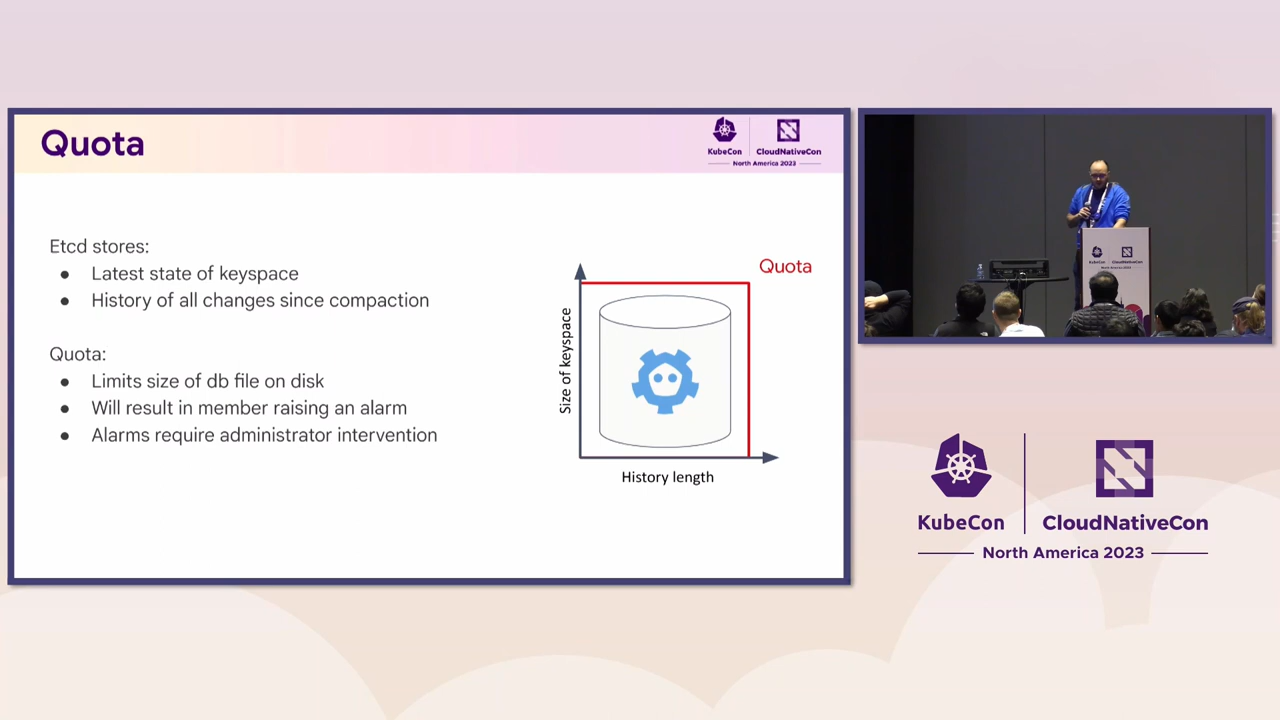 Quota
KubeCon
CloudNativeCon
North America 2023
Etcd stores:
● Latest state of keyspace
● History of all changes since compaction
Quota:
● Limits size of db file on disk
● Will result in member raising an alarm
● Alarms require administrator intervention
Quota
Size of keyspace
History length
KubeCon
CloudNativeCon
KubeCon
CloudNativeCon
North America 2023